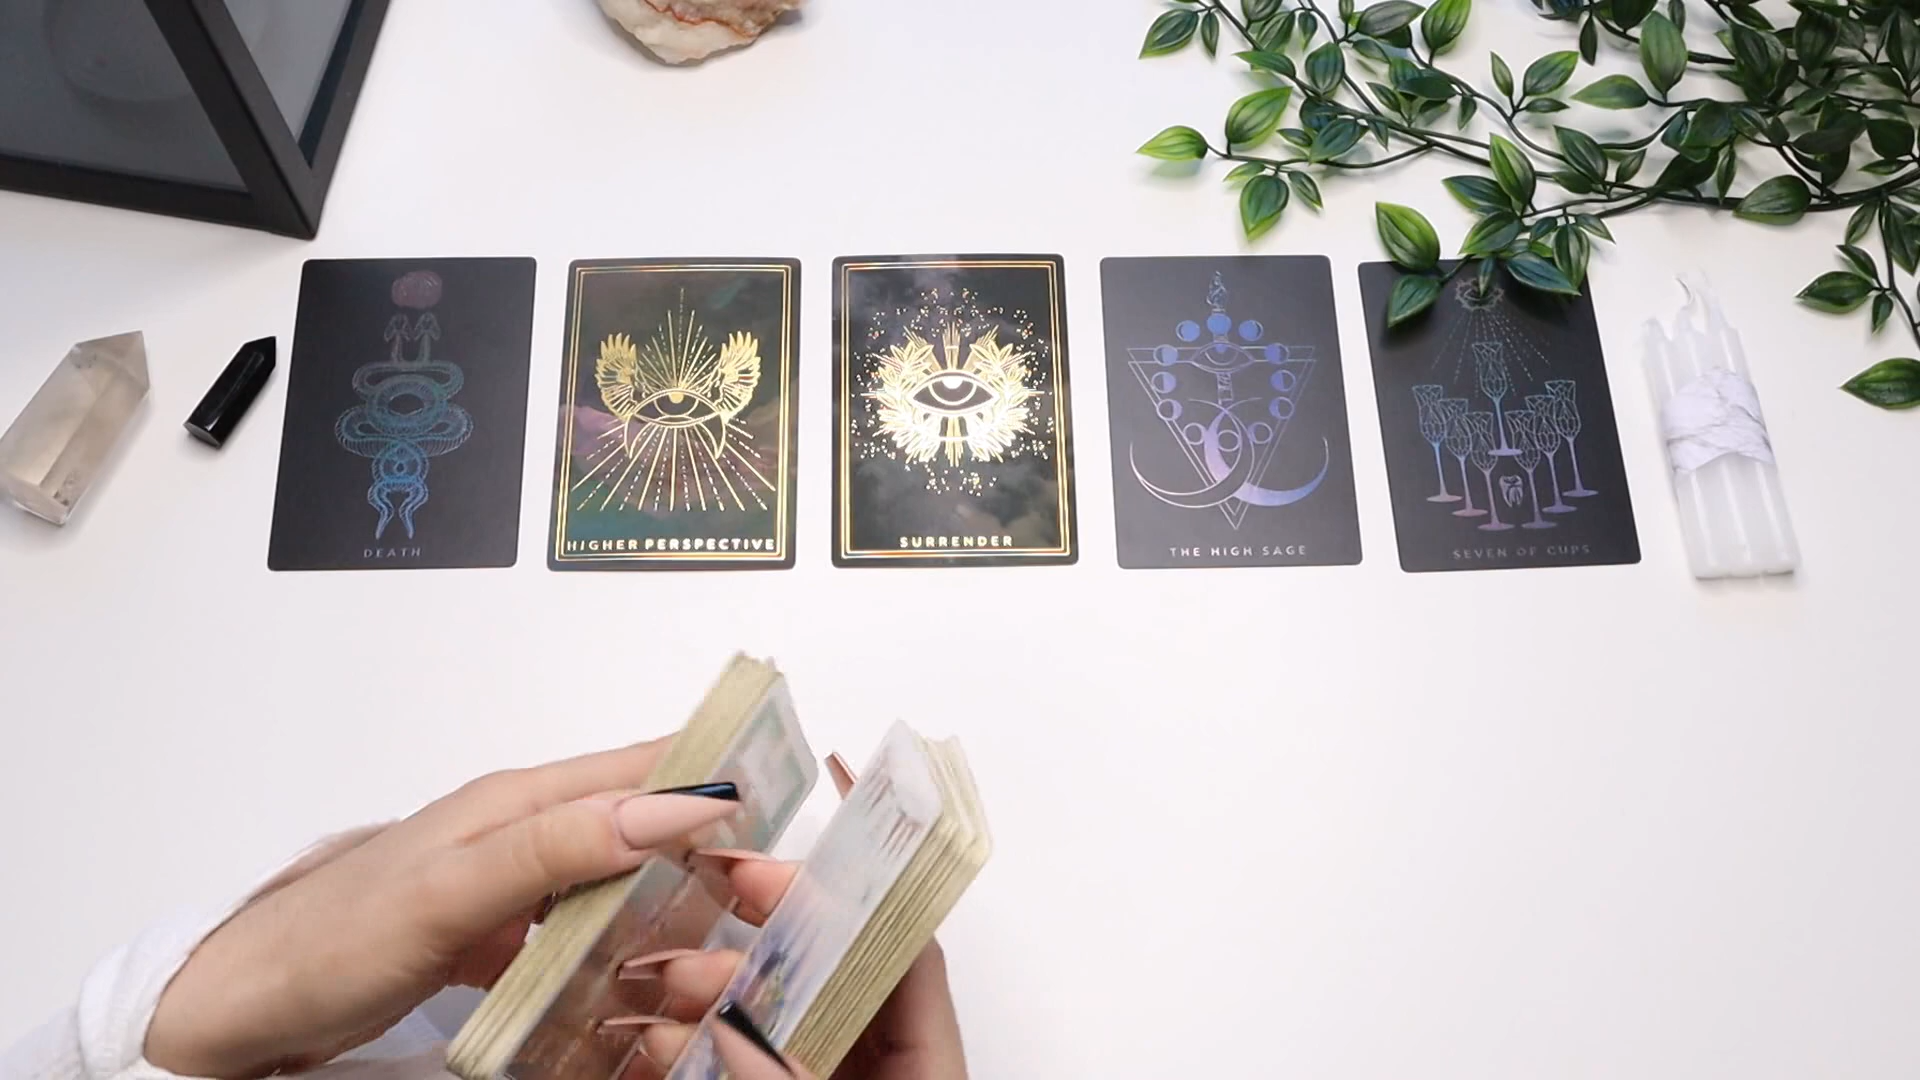 DEATH
HIGHER PERSPECTIVE
SURRENDER
THE HIGH SAGE
SEVEN OF CUPS